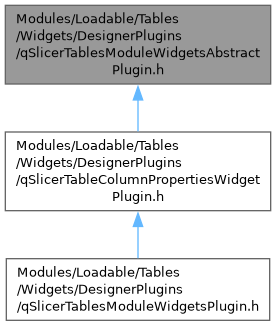 Modules/Loadable/Tables
/Widgets/DesignerPlugins
/qSlicerTablesModuleWidgetsAbstract
Plugin.h
Modules/Loadable/Tables
/Widgets/DesignerPlugins
/qSlicerTableColumnPropertiesWidget
Plugin.h
Modules/Loadable/Tables
/Widgets/DesignerPlugins
/qSlicerTablesModuleWidgetsPlugin.h